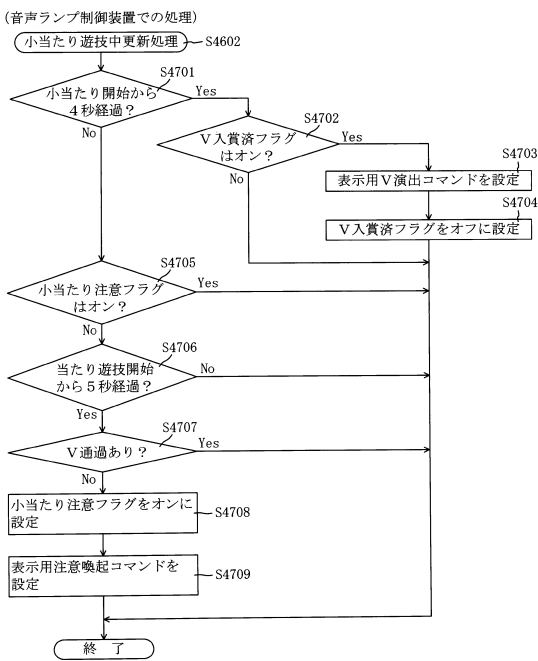 (音声ランプ制御装置での処理)
小当たり遊技中更新処理
S4602
S4701
小当たり開始から
4秒経過?
Yes
No
S4702
V入賞済フラグ
はオン?
Yes
No
S4703
表示用V演出コマンドを設定
S4704
V入賞済フラグをオフに設定
S4705
小当たり注意フラグ
はオン?
Yes
No
S4706
当たり遊技開始
から5秒経過?
No
Yes
S4707
V通過あり?
Yes
No
小当たり注意フラグをオンに
設定
S4708
表示用注意喚起コマンドを
設定
S4709
終 了